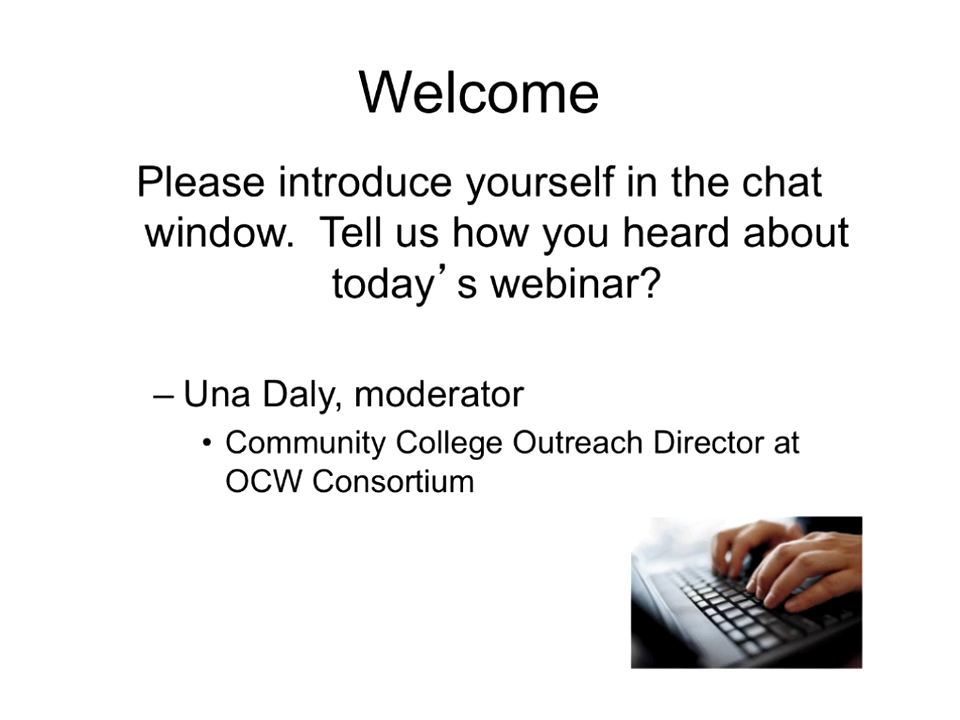 Welcome
Please introduce yourself in the chat
window.  Tell us how you heard about
today’s webinar?
– Una Daly, moderator
• Community College Outreach Director at
OCW Consortium